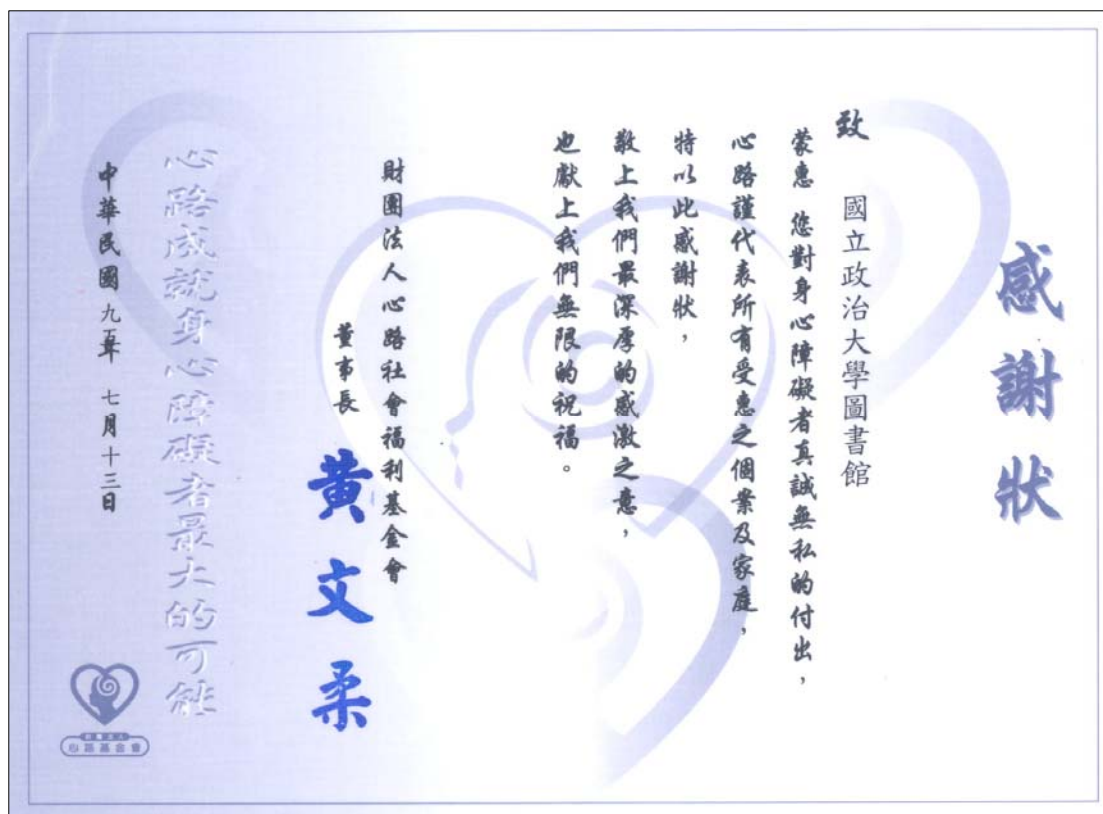 感謝狀
致 國立政治大學圖書館
蒙惠 您對身心障礙者真誠無私的付出，
心路謹代表所有受惠之個案及家庭，
特以此感謝狀，
敬上我們最深厚的感激之意，
也獻上我們無限的祝福。
財團法人心路社會福利基金會
董事長
黃文柔
心路成就身心障礙者最大的可能
中華民國九五年 七月十三日
心路基金會